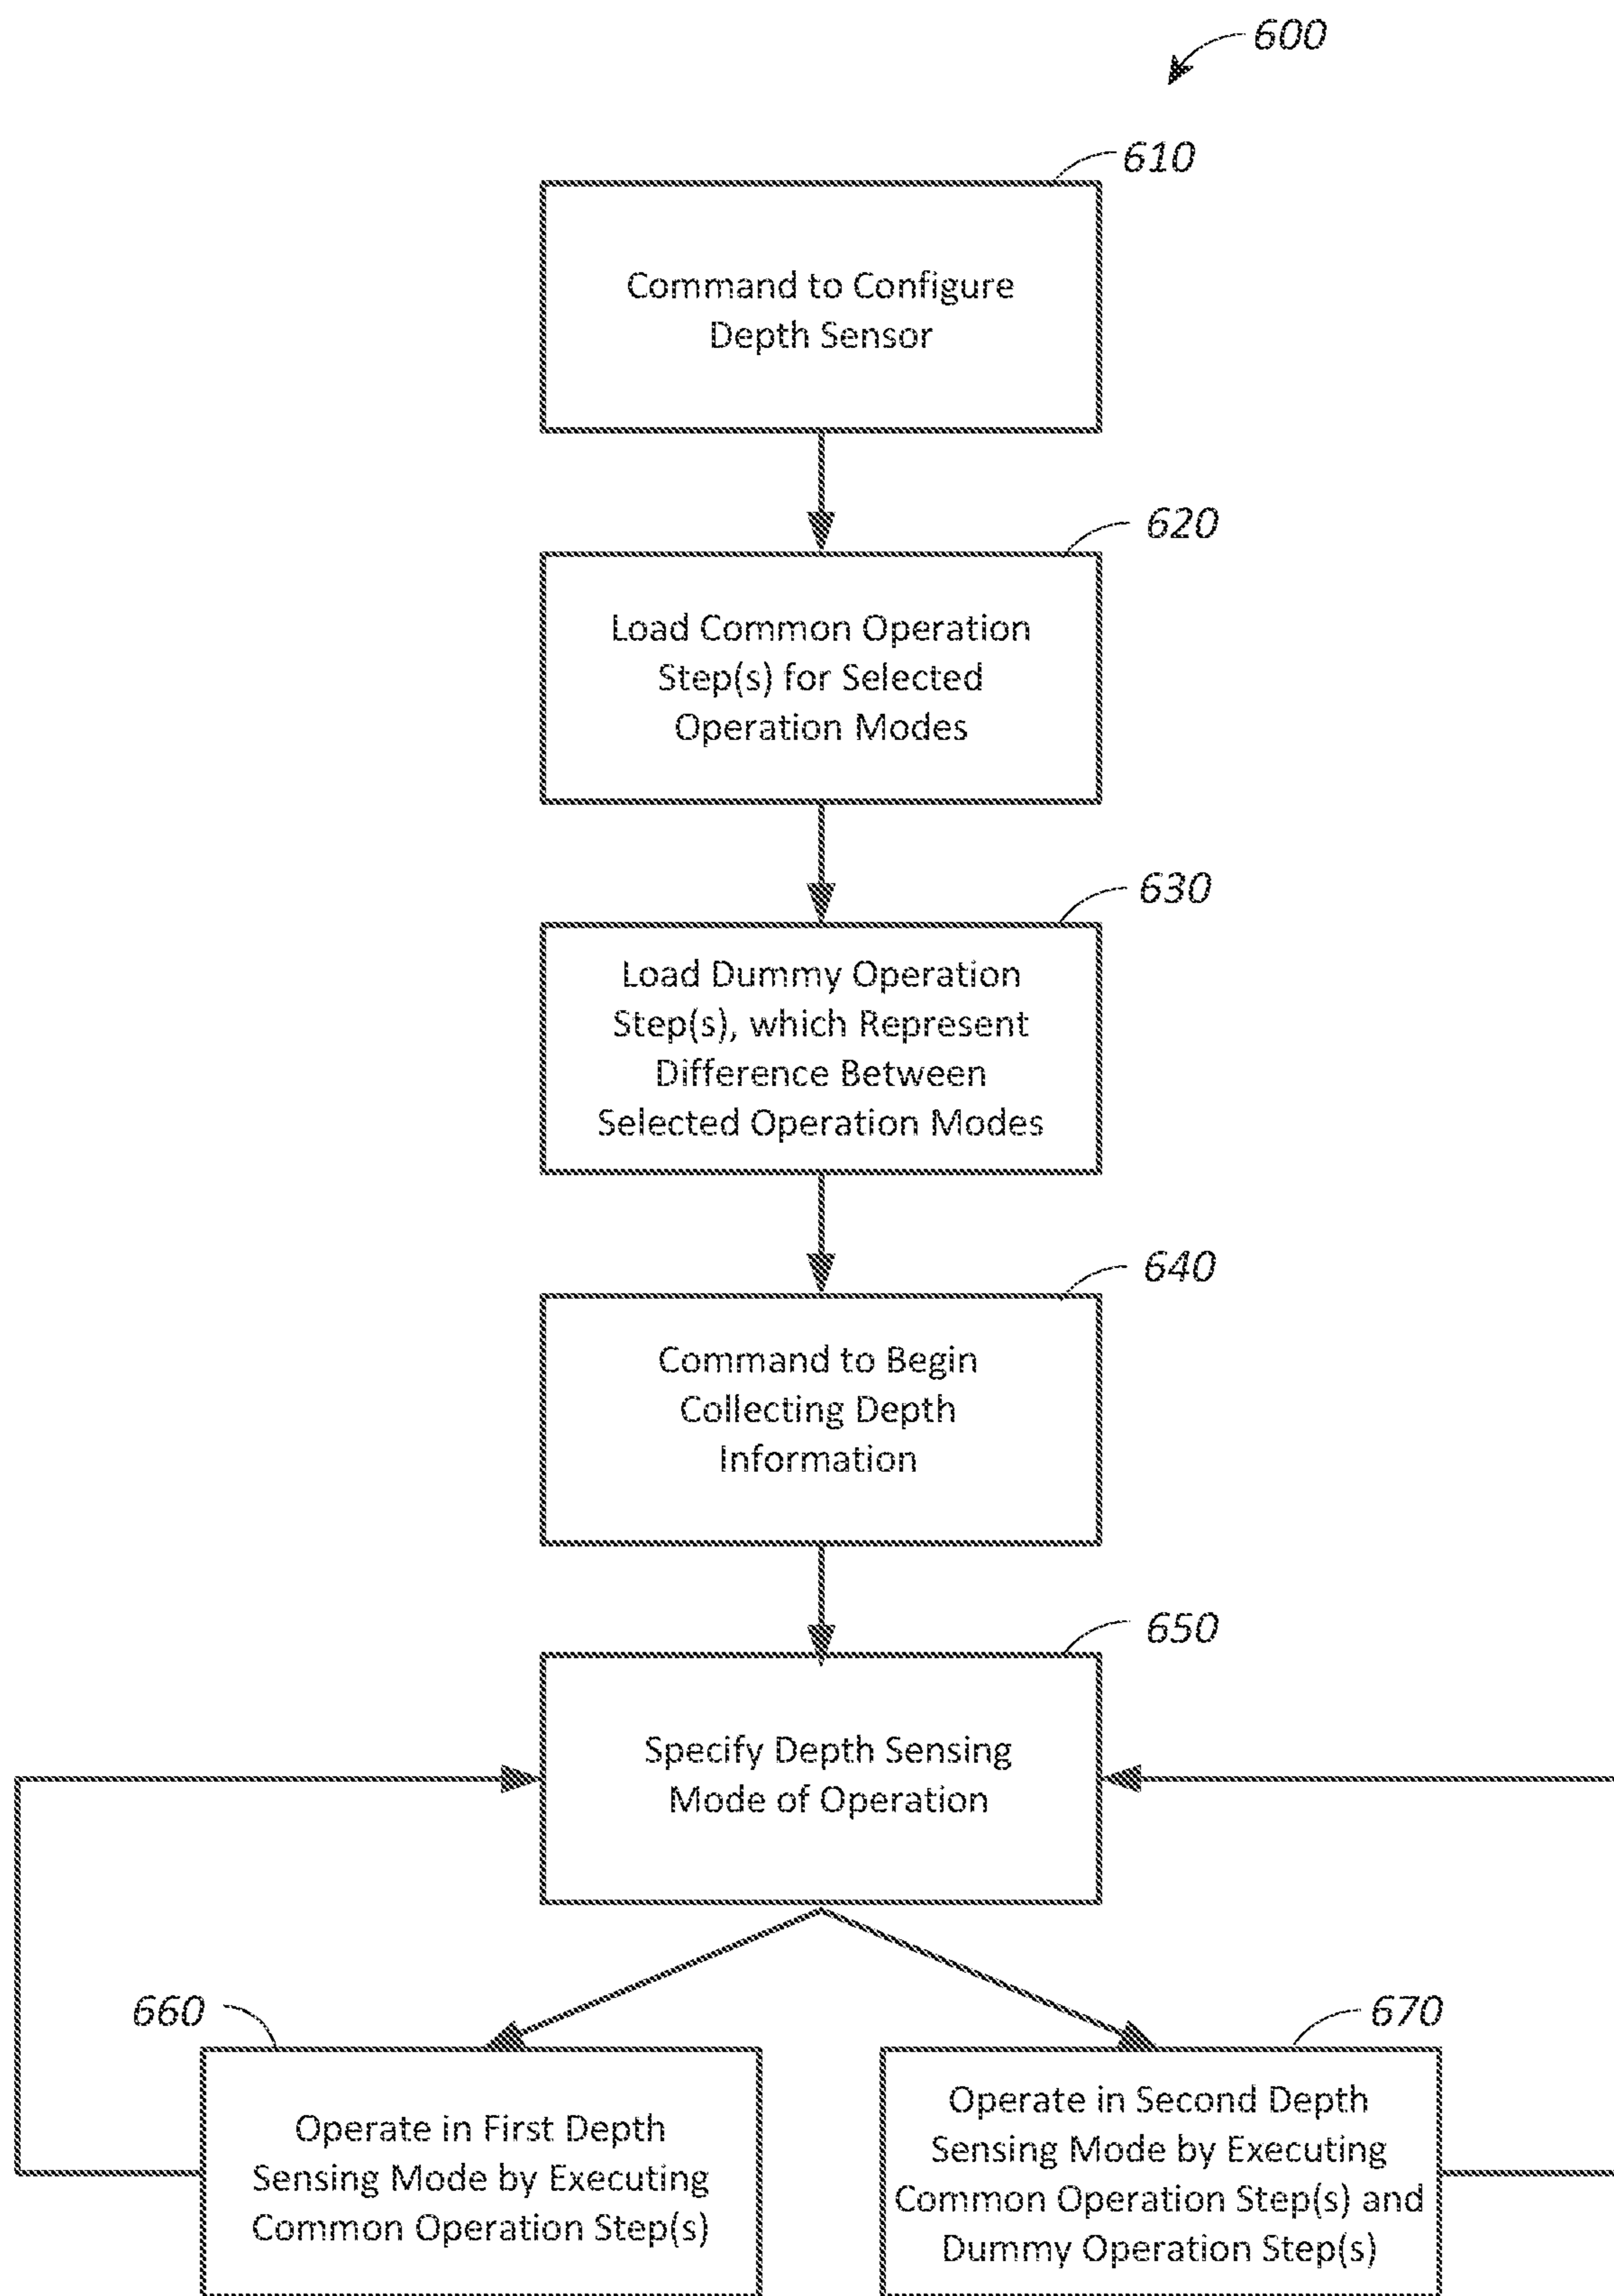 600
610
Command to Configure
Depth Sensor
620
Load Common Operation
Step(s) for Selected
Operation Modes
630
Load Dummy Operation
Step(s), which Represent
Difference Between
Selected Operation Modes
640
Command to Begin
Collecting Depth
Information
650
Specify Depth Sensing
Mode of Operation
660
Operate in First Depth
Sensing Mode by Executing
Common Operation Step(s)
670
Operate in Second Depth
Sensing Mode by Executing
Common Operation Step(s) and
Dummy Operation Step(s)